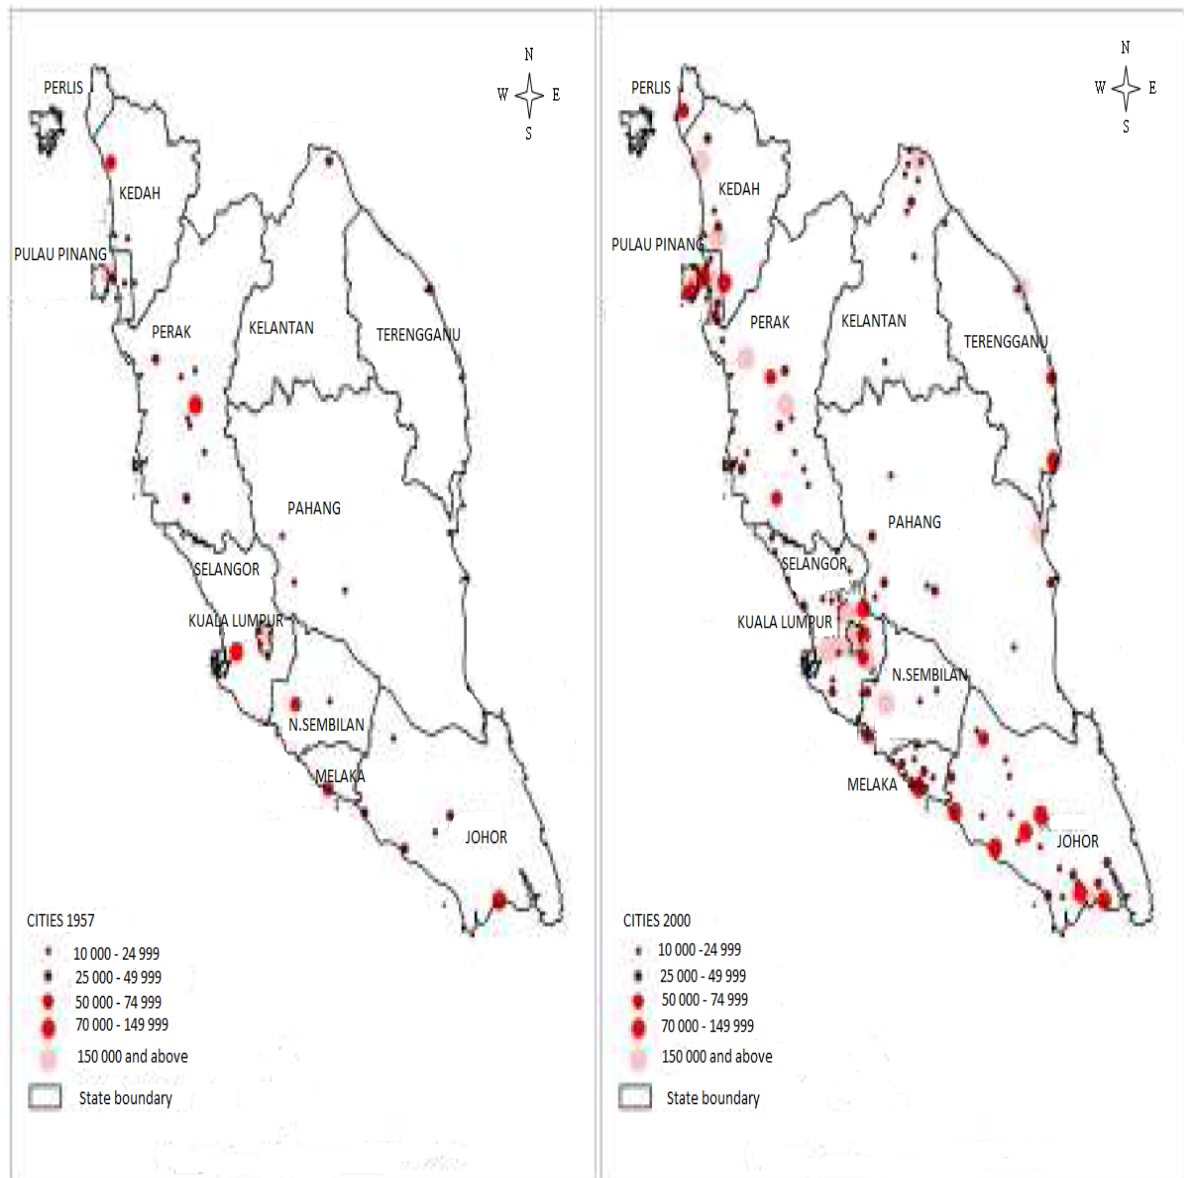 N
W E
S
PERLIS
KEDAH
PULAU PINANG
PERAK
KELANTAN
TERENGGANU
PAHANG
SELANGOR
KUALA LUMPUR
N.SEMBILAN
MELAKA
JOHOR
CITIES 1957
10 000 - 24 999
25 000 - 49 999
50 000 - 74 999
70 000 - 149 999
150 000 and above
State boundary
N
W E
S
PERLIS
KEDAH
PULAU PINANG
PERAK
KELANTAN
TERENGGANU
PAHANG
SELANGOR
KUALA LUMPUR
N.SEMBILAN
MELAKA
JOHOR
CITIES 2000
10 000 -24 999
25 000 - 49 999
50 000 - 74 999
70 000 - 149 999
150 000 and above
State boundary